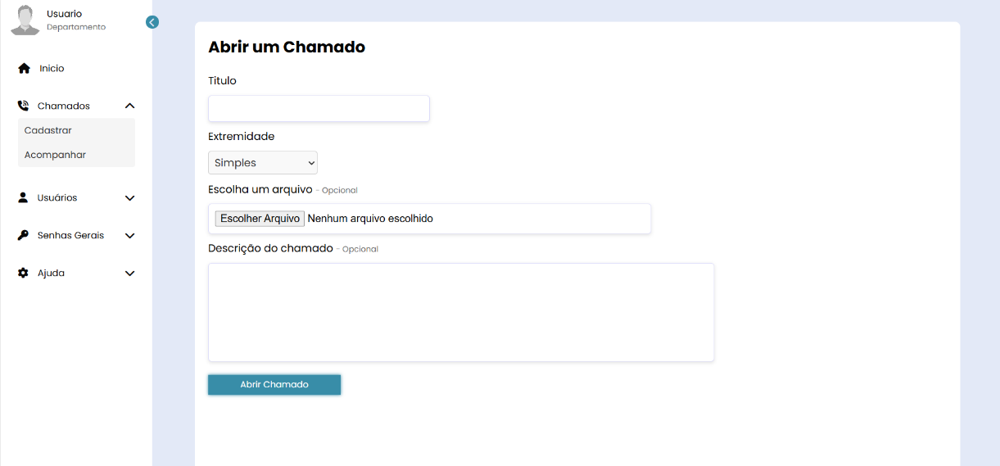 Usuario
Departamento
Inicio
Chamados
Cadastrar
Acompanhar
Usuários
Senhas Gerais
Ajuda
Abrir um Chamado
Titulo
Extremidade
Simples
Escolha um arquivo - Opcional
Escolher Arquivo Nenhum arquivo escolhido
Descrição do chamado - Opcional
Abrir Chamado